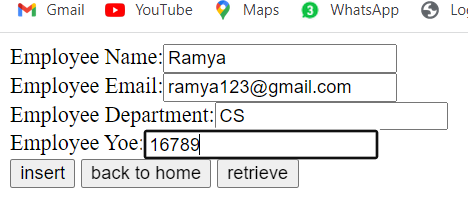 Gmail YouTube Maps WhatsApp Lo
Employee Name: Ramya
Employee Email: ramya123@gmail.com
Employee Department: CS
Employee Yoe: 16789
insert back to home retrieve